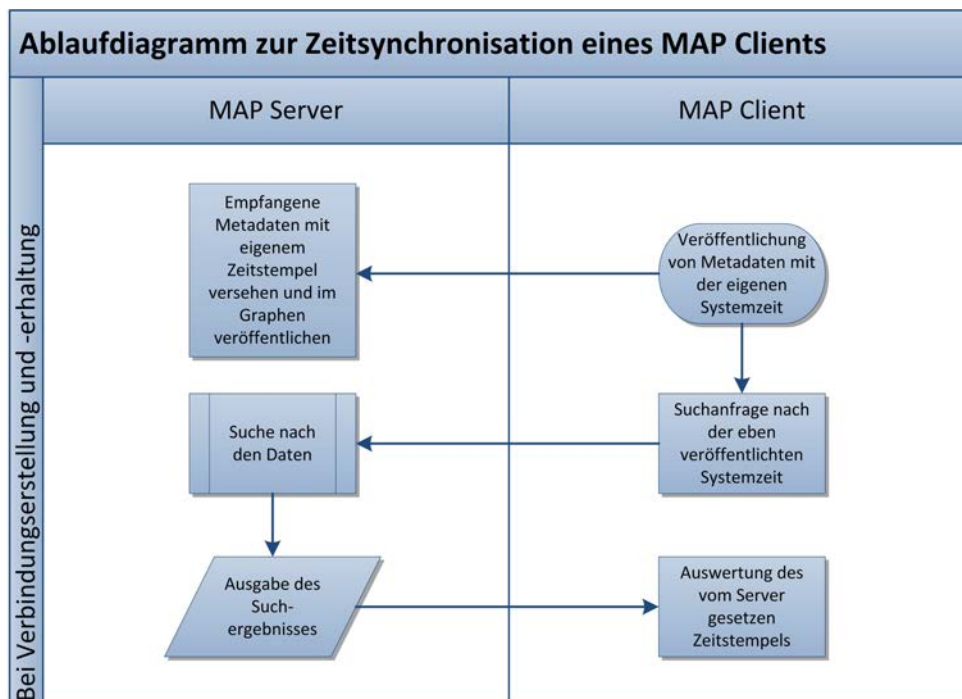 Ablaufdiagramm zur Zeitsynchronisation eines MAP Clients
MAP Server
MAP Client
Bei Verbindungserstellung und -erhaltung
Empfangene
Metadaten mit
eigenem
Zeitstempel
versehen und im
Graphen
veröffentlichen
Veröffentlichung
von Metadaten mit
der eigenen
Systemzeit
Suche nach
den Daten
Suchanfrage nach
der eben
veröffentlichten
Systemzeit
Ausgabe des
Such-
ergebnisses
Auswertung des
vom Server
gesetzen
Zeitstempels